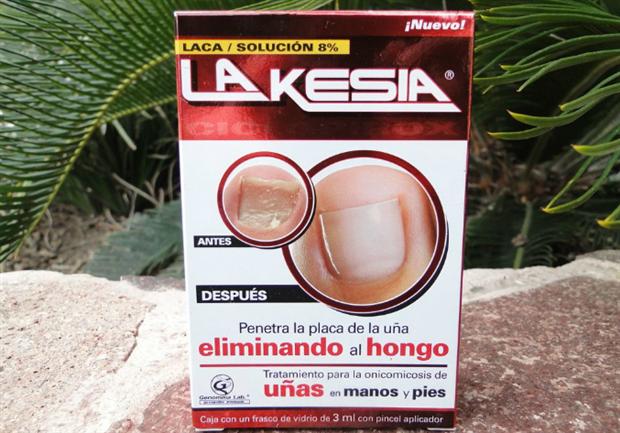 ¡Nuevo!
LACA / SOLUCIÓN 8%
LAKESIA®
ANTES
DESPUÉS
Penetra la placa de la uña
eliminando al hongo
Tratamiento para la onicomicosis de
uñas en manos y pies
Genomma Lab.®
Caja con un frasco de vidrio de 3 ml con pincel aplicador